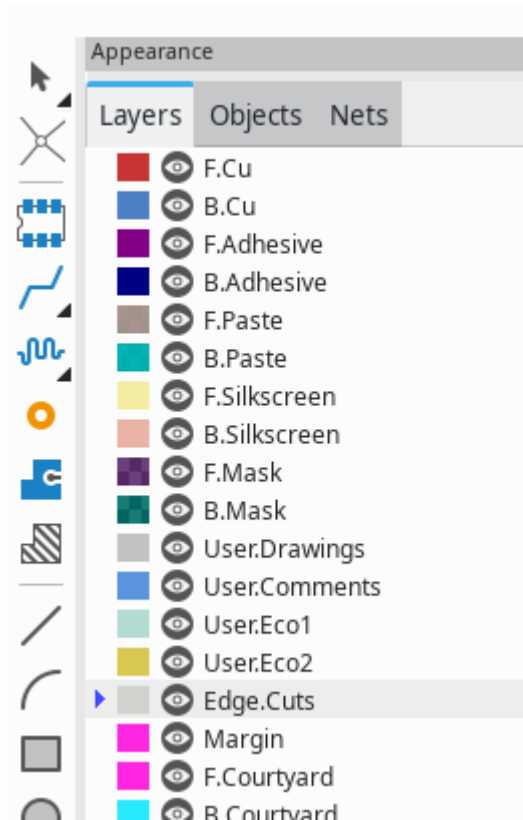 Appearance
Layers Objects Nets
F.Cu
B.Cu
F.Adhesive
B.Adhesive
F.Paste
B.Paste
F.Silkscreen
B.Silkscreen
F.Mask
B.Mask
User.Drawings
User.Comments
User.Eco1
User.Eco2
Edge.Cuts
Margin
F.Courtyard
B.Courtyard